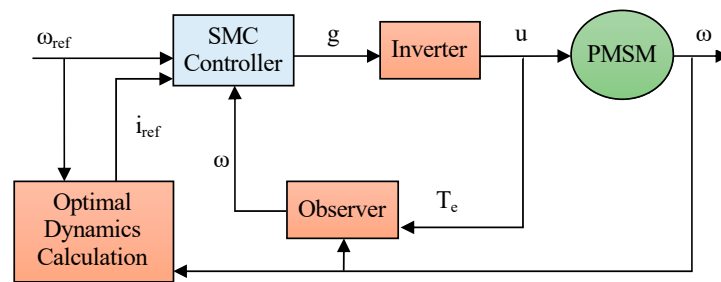 ω_ref
SMC
Controller
g
Inverter
u
PMSM
ω
i_ref
ω
Optimal
Dynamics
Calculation
Observer
T_e